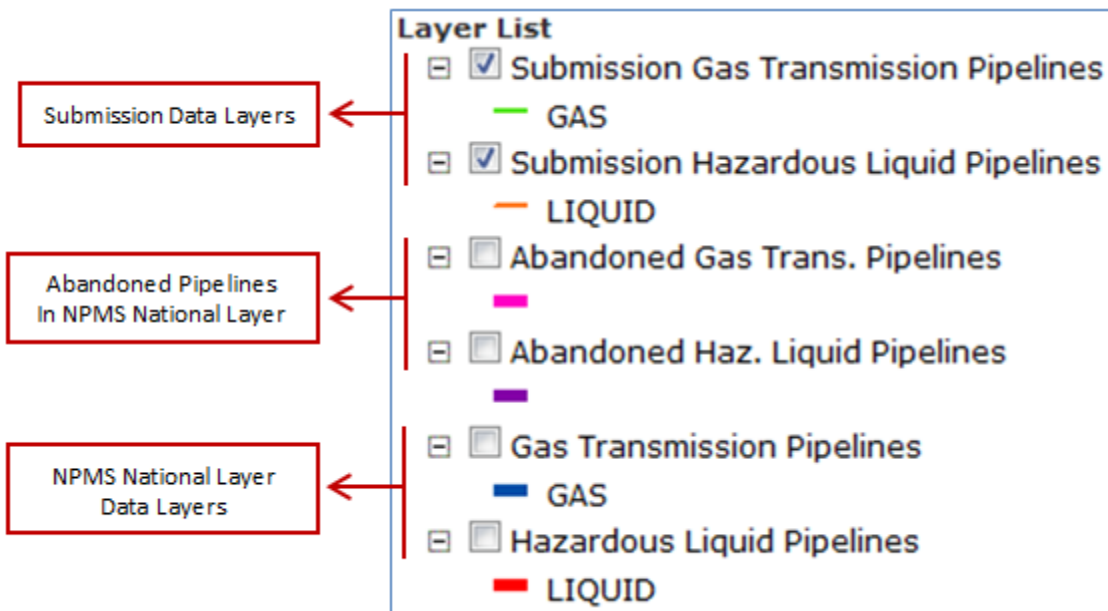 Layer List
Submission Data Layers
Submission Gas Transmission Pipelines
GAS
Submission Hazardous Liquid Pipelines
LIQUID
Abandoned Pipelines
In NPMS National Layer
Abandoned Gas Trans. Pipelines
Abandoned Haz. Liquid Pipelines
NPMS National Layer
Data Layers
Gas Transmission Pipelines
GAS
Hazardous Liquid Pipelines
LIQUID